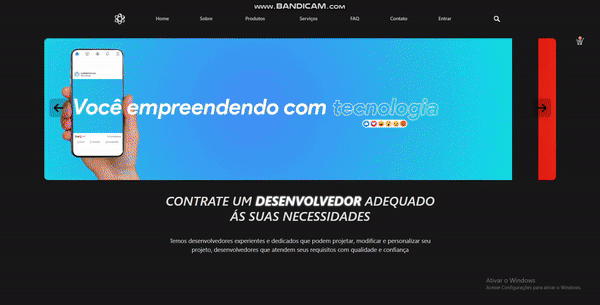 www.BANDICAM.com
Home Sobre Produtos Serviços FAQ Contato Entrar
Você empreendendo com tecnologia
CONTRATE UM DESENVOLVEDOR ADEQUADO
ÁS SUAS NECESSIDADES
Temos desenvolvedores experientes e dedicados que podem projetar, modificar e personalizar seu
projeto, desenvolvedores que atendem seus requisitos com qualidade e confiança
Ativar o Windows
Acesse Configurações para ativar o Windows.